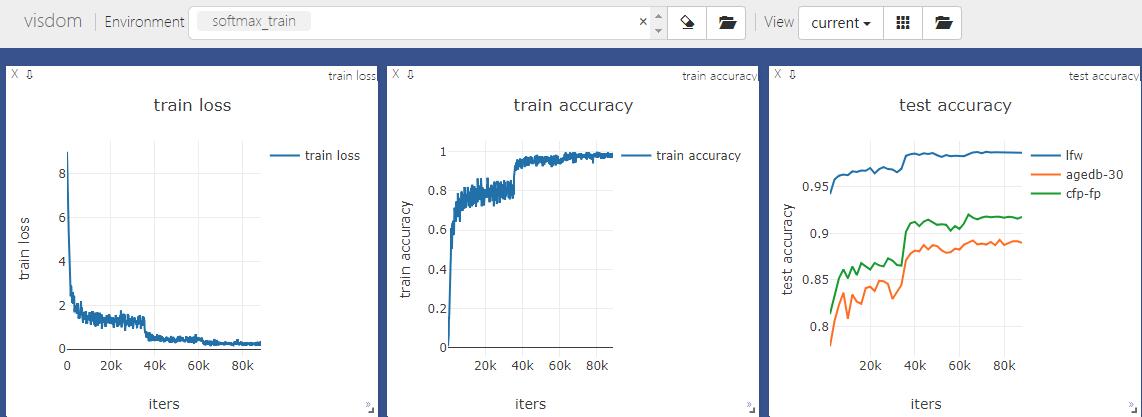 visdom Environment softmax_train × View current
X train loss
train loss
train loss
8
6
4
2
0
train loss
0 20k 40k 60k 80k
iters
X train accuracy
train accuracy
train accuracy
1
0.8
0.6
0.4
0.2
0
train accuracy
20k 40k 60k 80k
iters
X test accuracy
test accuracy
lfw
agedb-30
cfp-fp
0.95
0.9
0.85
0.8
test accuracy
20k 40k 60k 80k
iters